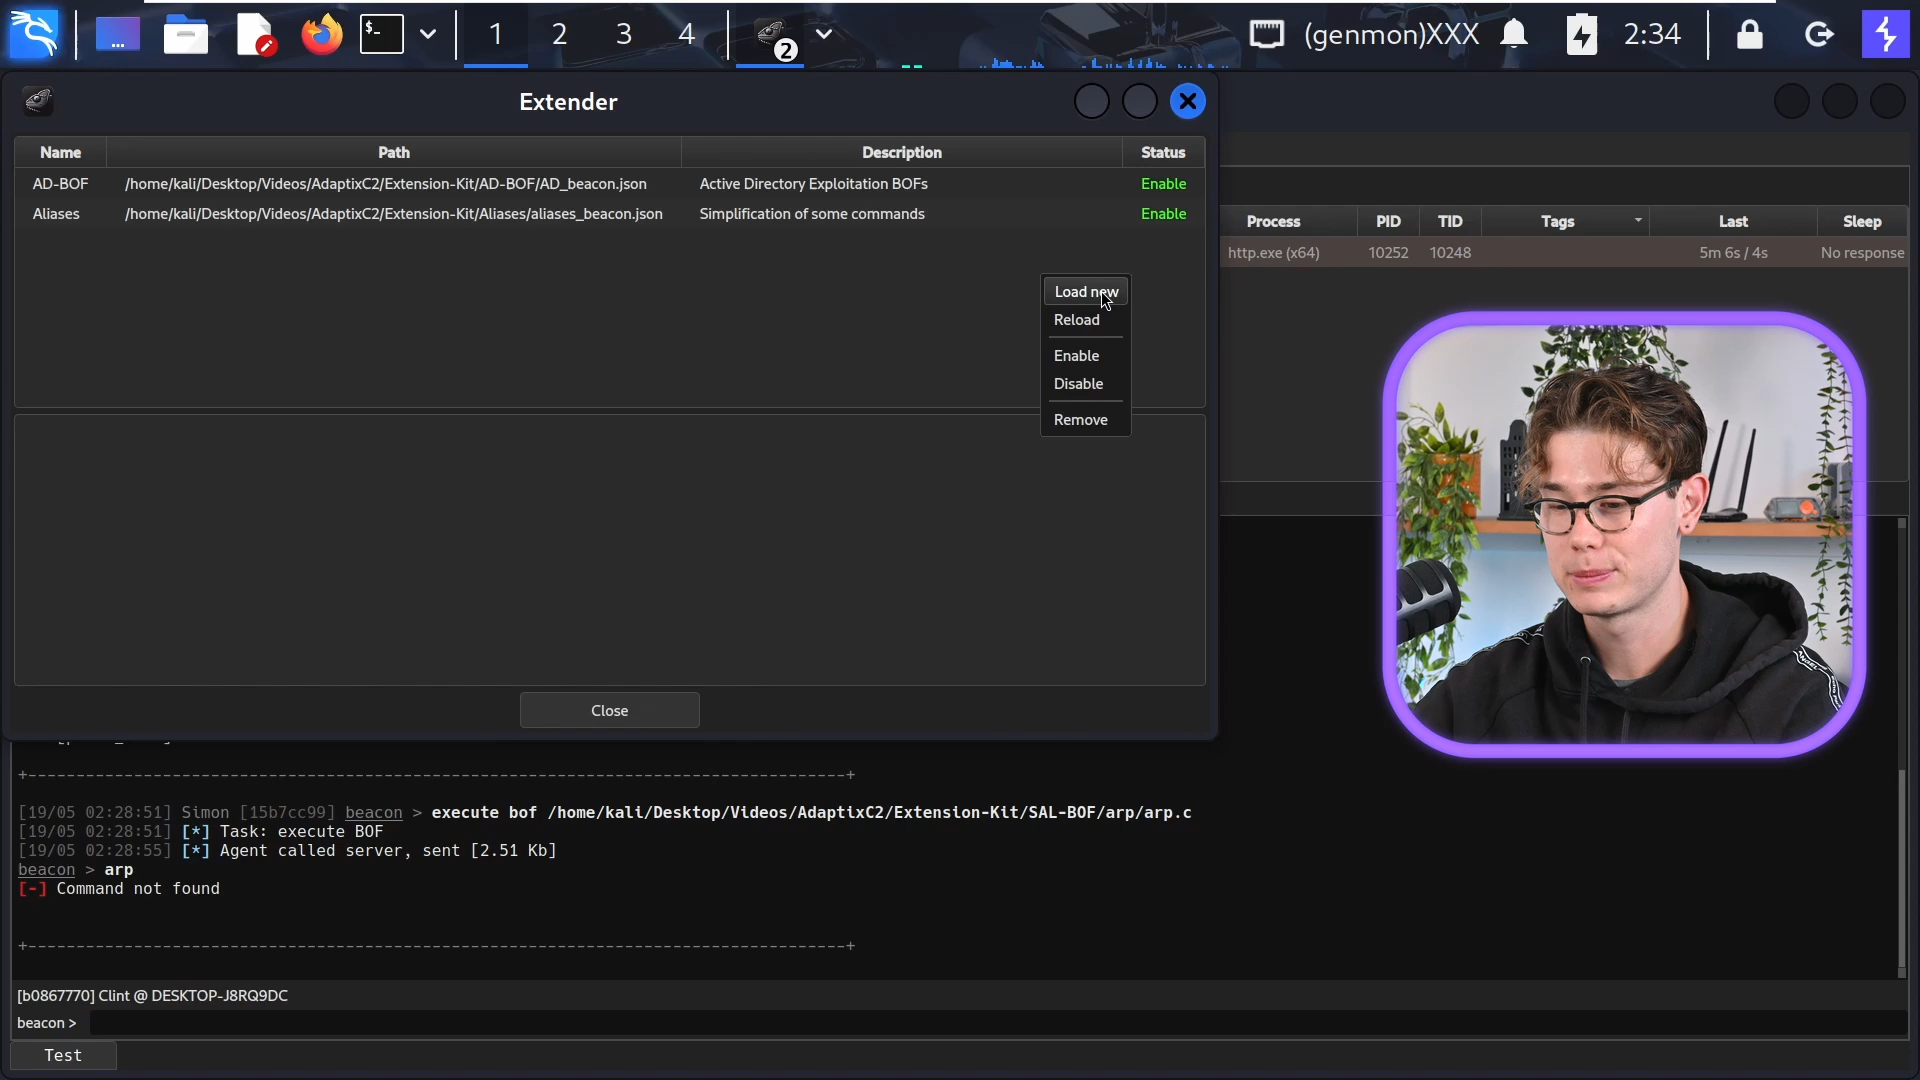 1 2 3 4 2 (genmon)XXX 2:34
Extender
Name Path Description Status
AD-BOF /home/kali/Desktop/Videos/AdaptixC2/Extension-Kit/AD-BOF/AD_beacon.json Active Directory Exploitation BOFs Enable
Aliases /home/kali/Desktop/Videos/AdaptixC2/Extension-Kit/Aliases/aliases_beacon.json Simplification of some commands Enable
Process PID TID Tags Last Sleep
http.exe (x64) 10252 10248 5m 6s / 4s No response
Load new
Reload
Enable
Disable
Remove
Close
+-------------------------------------------------------------------------------------+
[19/05 02:28:51] Simon [15b7cc99] beacon > execute bof /home/kali/Desktop/Videos/AdaptixC2/Extension-Kit/SAL-BOF/arp/arp.c
[19/05 02:28:51] [*] Task: execute BOF
[19/05 02:28:55] [*] Agent called server, sent [2.51 Kb]
beacon > arp
[-] Command not found
+-------------------------------------------------------------------------------------+
[b0867770] Clint @ DESKTOP-J8RQ9DC
beacon >
Test